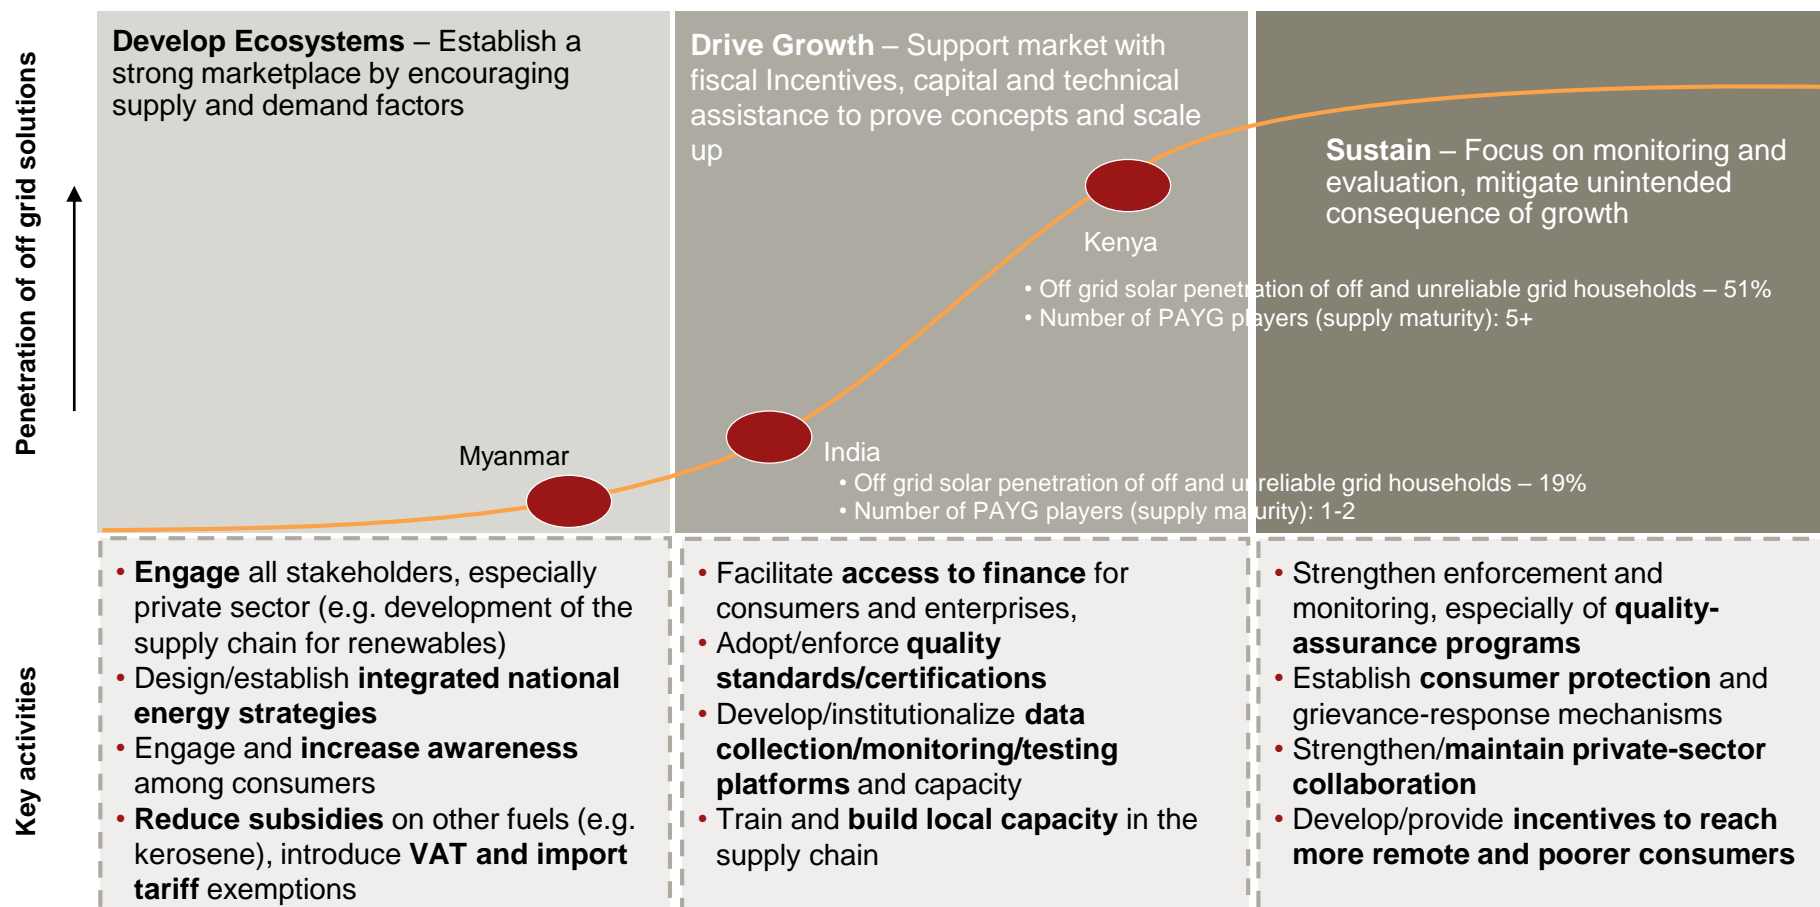 Penetration of off grid solutions
Develop Ecosystems – Establish a
strong marketplace by encouraging
supply and demand factors
Drive Growth – Support market with
fiscal Incentives, capital and technical
assistance to prove concepts and scale
up
Sustain – Focus on monitoring and
evaluation, mitigate unintended
consequence of growth
Kenya
• Off grid solar penetration of off and unreliable grid households – 51%
• Number of PAYG players (supply maturity): 5+
Myanmar
India
• Off grid solar penetration of off and unreliable grid households – 19%
• Number of PAYG players (supply maturity): 1-2
Key activities
• Engage all stakeholders, especially
private sector (e.g. development of the
supply chain for renewables)
• Design/establish integrated national
energy strategies
• Engage and increase awareness
among consumers
• Reduce subsidies on other fuels (e.g.
kerosene), introduce VAT and import
tariff exemptions
• Facilitate access to finance for
consumers and enterprises,
• Adopt/enforce quality
standards/certifications
• Develop/institutionalize data
collection/monitoring/testing
platforms and capacity
• Train and build local capacity in the
supply chain
• Strengthen enforcement and
monitoring, especially of quality-
assurance programs
• Establish consumer protection and
grievance-response mechanisms
• Strengthen/maintain private-sector
collaboration
• Develop/provide incentives to reach
more remote and poorer consumers